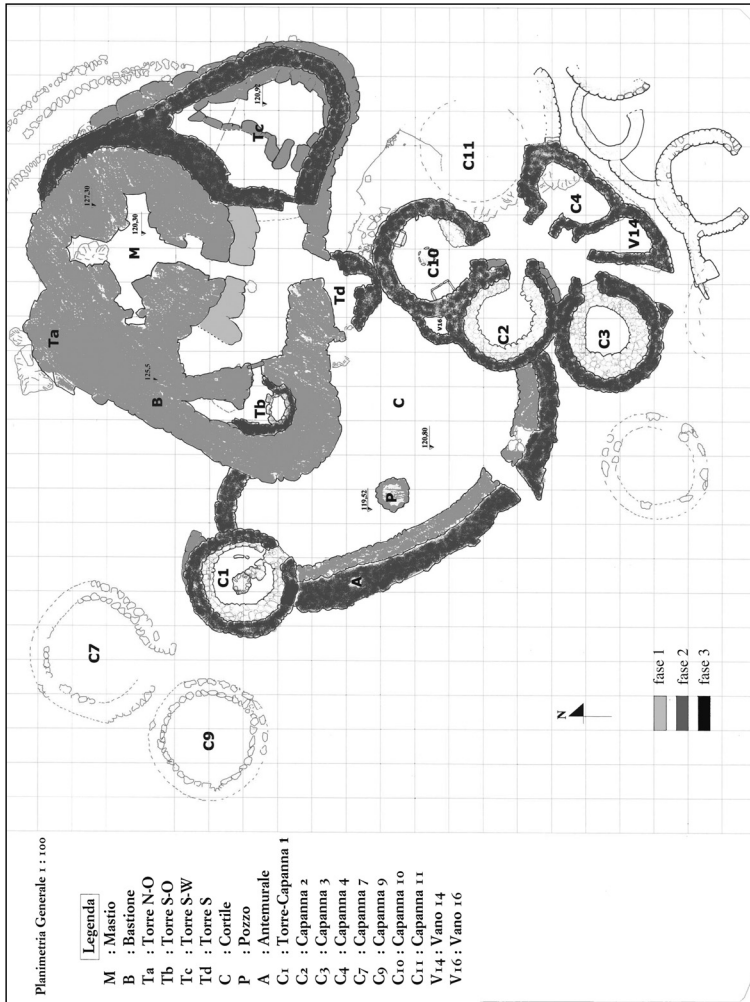 Planimetria Generale 1 : 100
Legenda
M : Mastio
B : Bastione
Ta : Torre N-O
Tb : Torre S-O
Tc : Torre S-W
Td : Torre S
C : Cortile
P : Pozzo
A : Antemurale
C1 : Torre-Capanna 1
C2 : Capanna 2
C3 : Capanna 3
C4 : Capanna 4
C7 : Capanna 7
C9 : Capanna 9
C10 : Capanna 10
C11 : Capanna 11
V14 : Vano 14
V16 : Vano 16
C7
C9
C1
Ta
B
125,5
M
127,30
120,30
Tb
Tc
120,92
Td
C
120,80
P
119,52
A
C10
C11
V16
C2
C3
C4
V14
N
fase 1
fase 2
fase 3